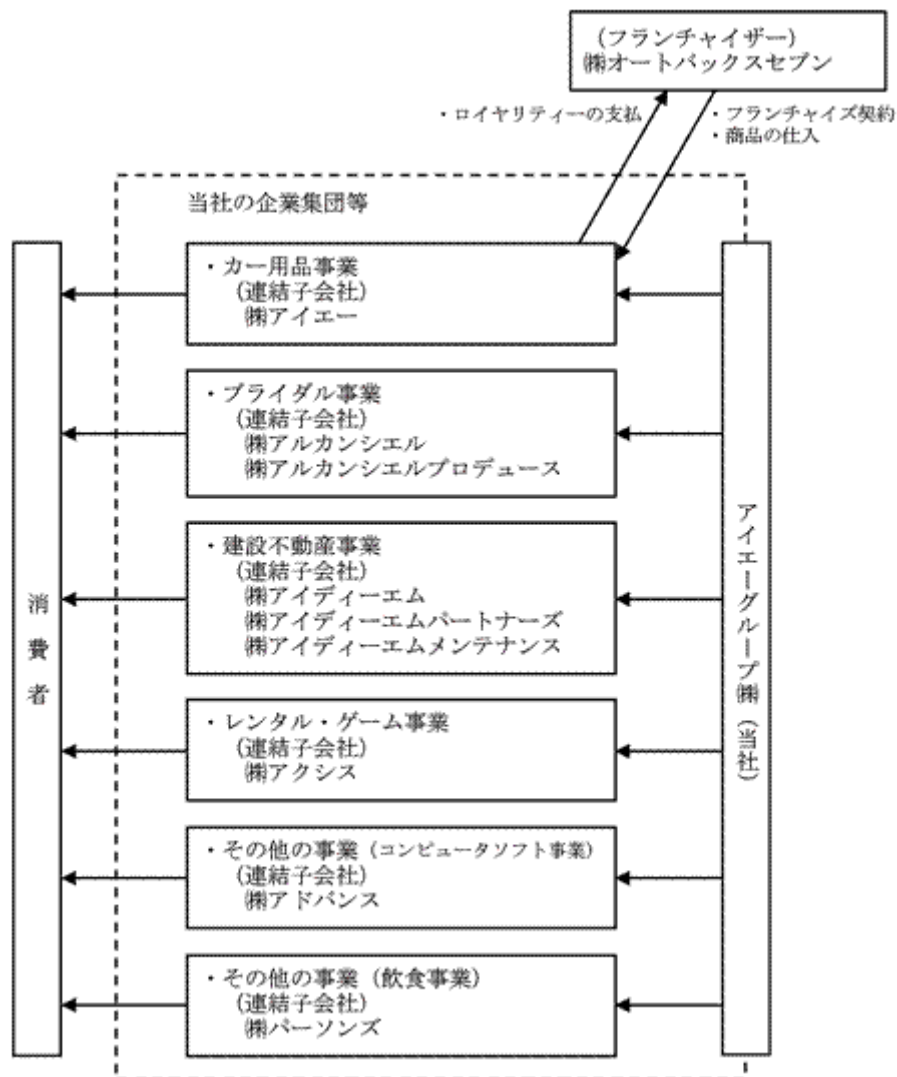 （フランチャイザー）
㈱オートバックスセブン
・ロイヤリティーの支払
・フランチャイズ契約
・商品の仕入
当社の企業集団等
・カー用品事業
（連結子会社）
㈱アイエー
・ブライダル事業
（連結子会社）
㈱アルカンシエル
㈱アルカンシエルプロデュース
・建設不動産事業
（連結子会社）
㈱アイディーエム
㈱アイディーエムパートナーズ
㈱アイディーエムメンテナンス
・レンタル・ゲーム事業
（連結子会社）
㈱アクシス
・その他の事業（コンピュータソフト事業）
（連結子会社）
㈱アドバンス
・その他の事業（飲食事業）
（連結子会社）
㈱パーソンズ
消費者
アイエーグループ㈱（当社）